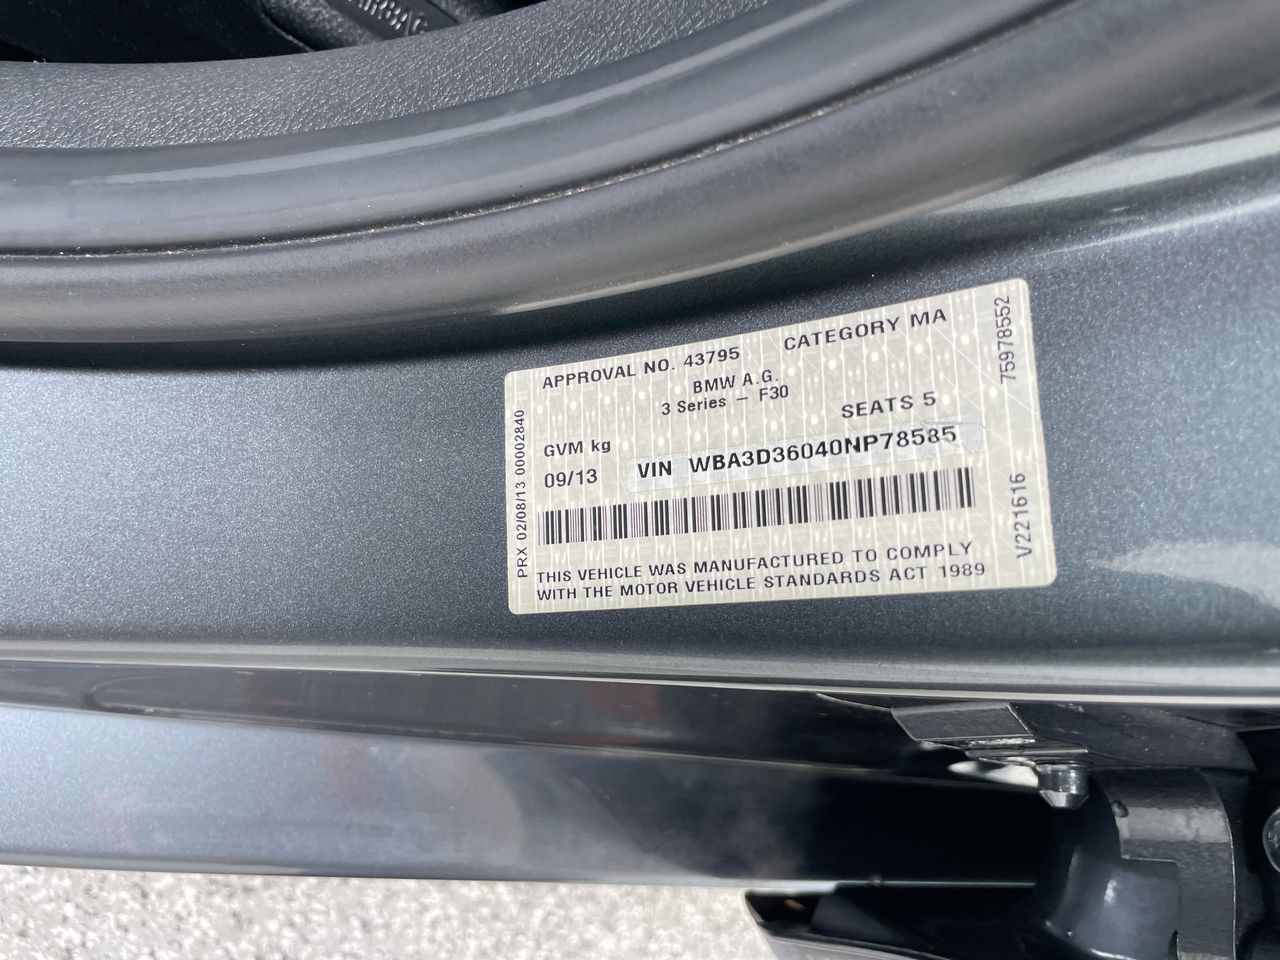 APPROVAL NO. 43795 CATEGORY MA
BMW A.G.
3 Series – F30
SEATS 5
GVM kg
09/13 VIN WBA3D36040NP78585
THIS VEHICLE WAS MANUFACTURED TO COMPLY
WITH THE MOTOR VEHICLE STANDARDS ACT 1989
PRX 02/08/13 00002840
75978552
V221616